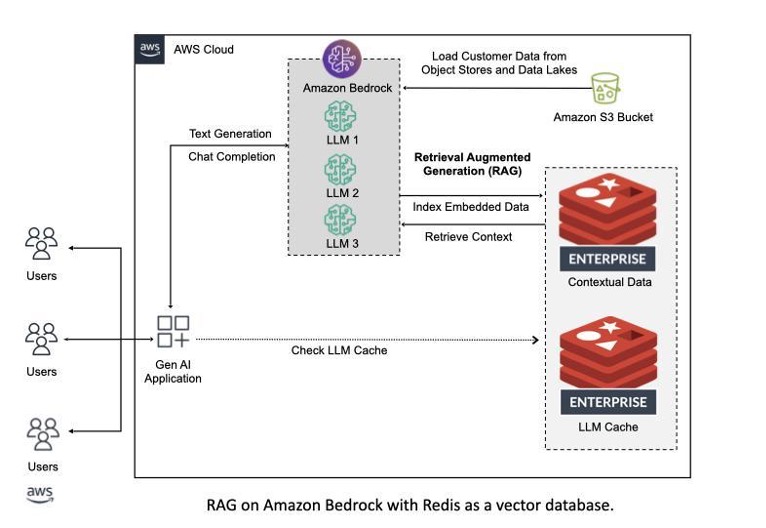 aws
AWS Cloud
Amazon Bedrock
LLM 1
LLM 2
LLM 3
Load Customer Data from
Object Stores and Data Lakes
Amazon S3 Bucket
Text Generation
Chat Completion
Retrieval Augmented
Generation (RAG)
Index Embedded Data
Retrieve Context
ENTERPRISE
Contextual Data
Users
Users
Users
Gen AI
Application
Check LLM Cache
ENTERPRISE
LLM Cache
aws
RAG on Amazon Bedrock with Redis as a vector database.